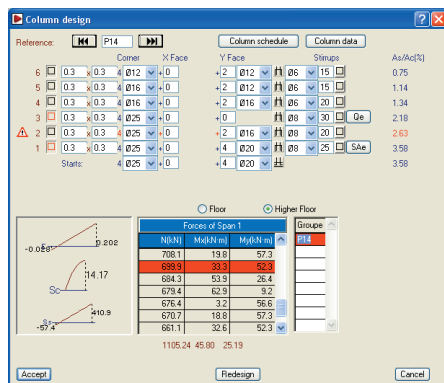 Column design
Reference: P14 Column schedule Column data
Corner X Face Y Face Stirrups As/Ac(%)
6 0.3 x 0.3 4 Ø12 + 0 + 2 Ø12 Ø6 15 0.75
5 0.3 x 0.3 4 Ø16 + 0 + 2 Ø12 Ø6 15 1.14
4 0.3 x 0.3 4 Ø16 + 0 + 2 Ø16 Ø6 20 1.34
3 0.3 x 0.3 4 Ø25 + 0 + 0 Ø8 30 Qe 2.18
2 0.3 x 0.3 4 Ø25 + 0 + 2 Ø16 Ø8 20 2.63
1 0.3 x 0.3 4 Ø25 + 0 + 4 Ø20 Ø8 25 SAe 3.58
Starts: 4 Ø25 + 0 + 4 Ø20 3.58
Floor Higher Floor
Forces of Span 1 Groupe
N(kN) Mx(kN·m) My(kN·m) P14
708.1 19.8 57.3
699.9 33.3 52.3
684.3 53.9 26.4
679.4 62.9 9.2
676.4 3.2 56.6
670.7 18.8 57.3
661.1 32.6 52.3
0.202
14.17
Sc
410.9
-57.4
1105.24 45.80 25.19
Accept Redesign Cancel